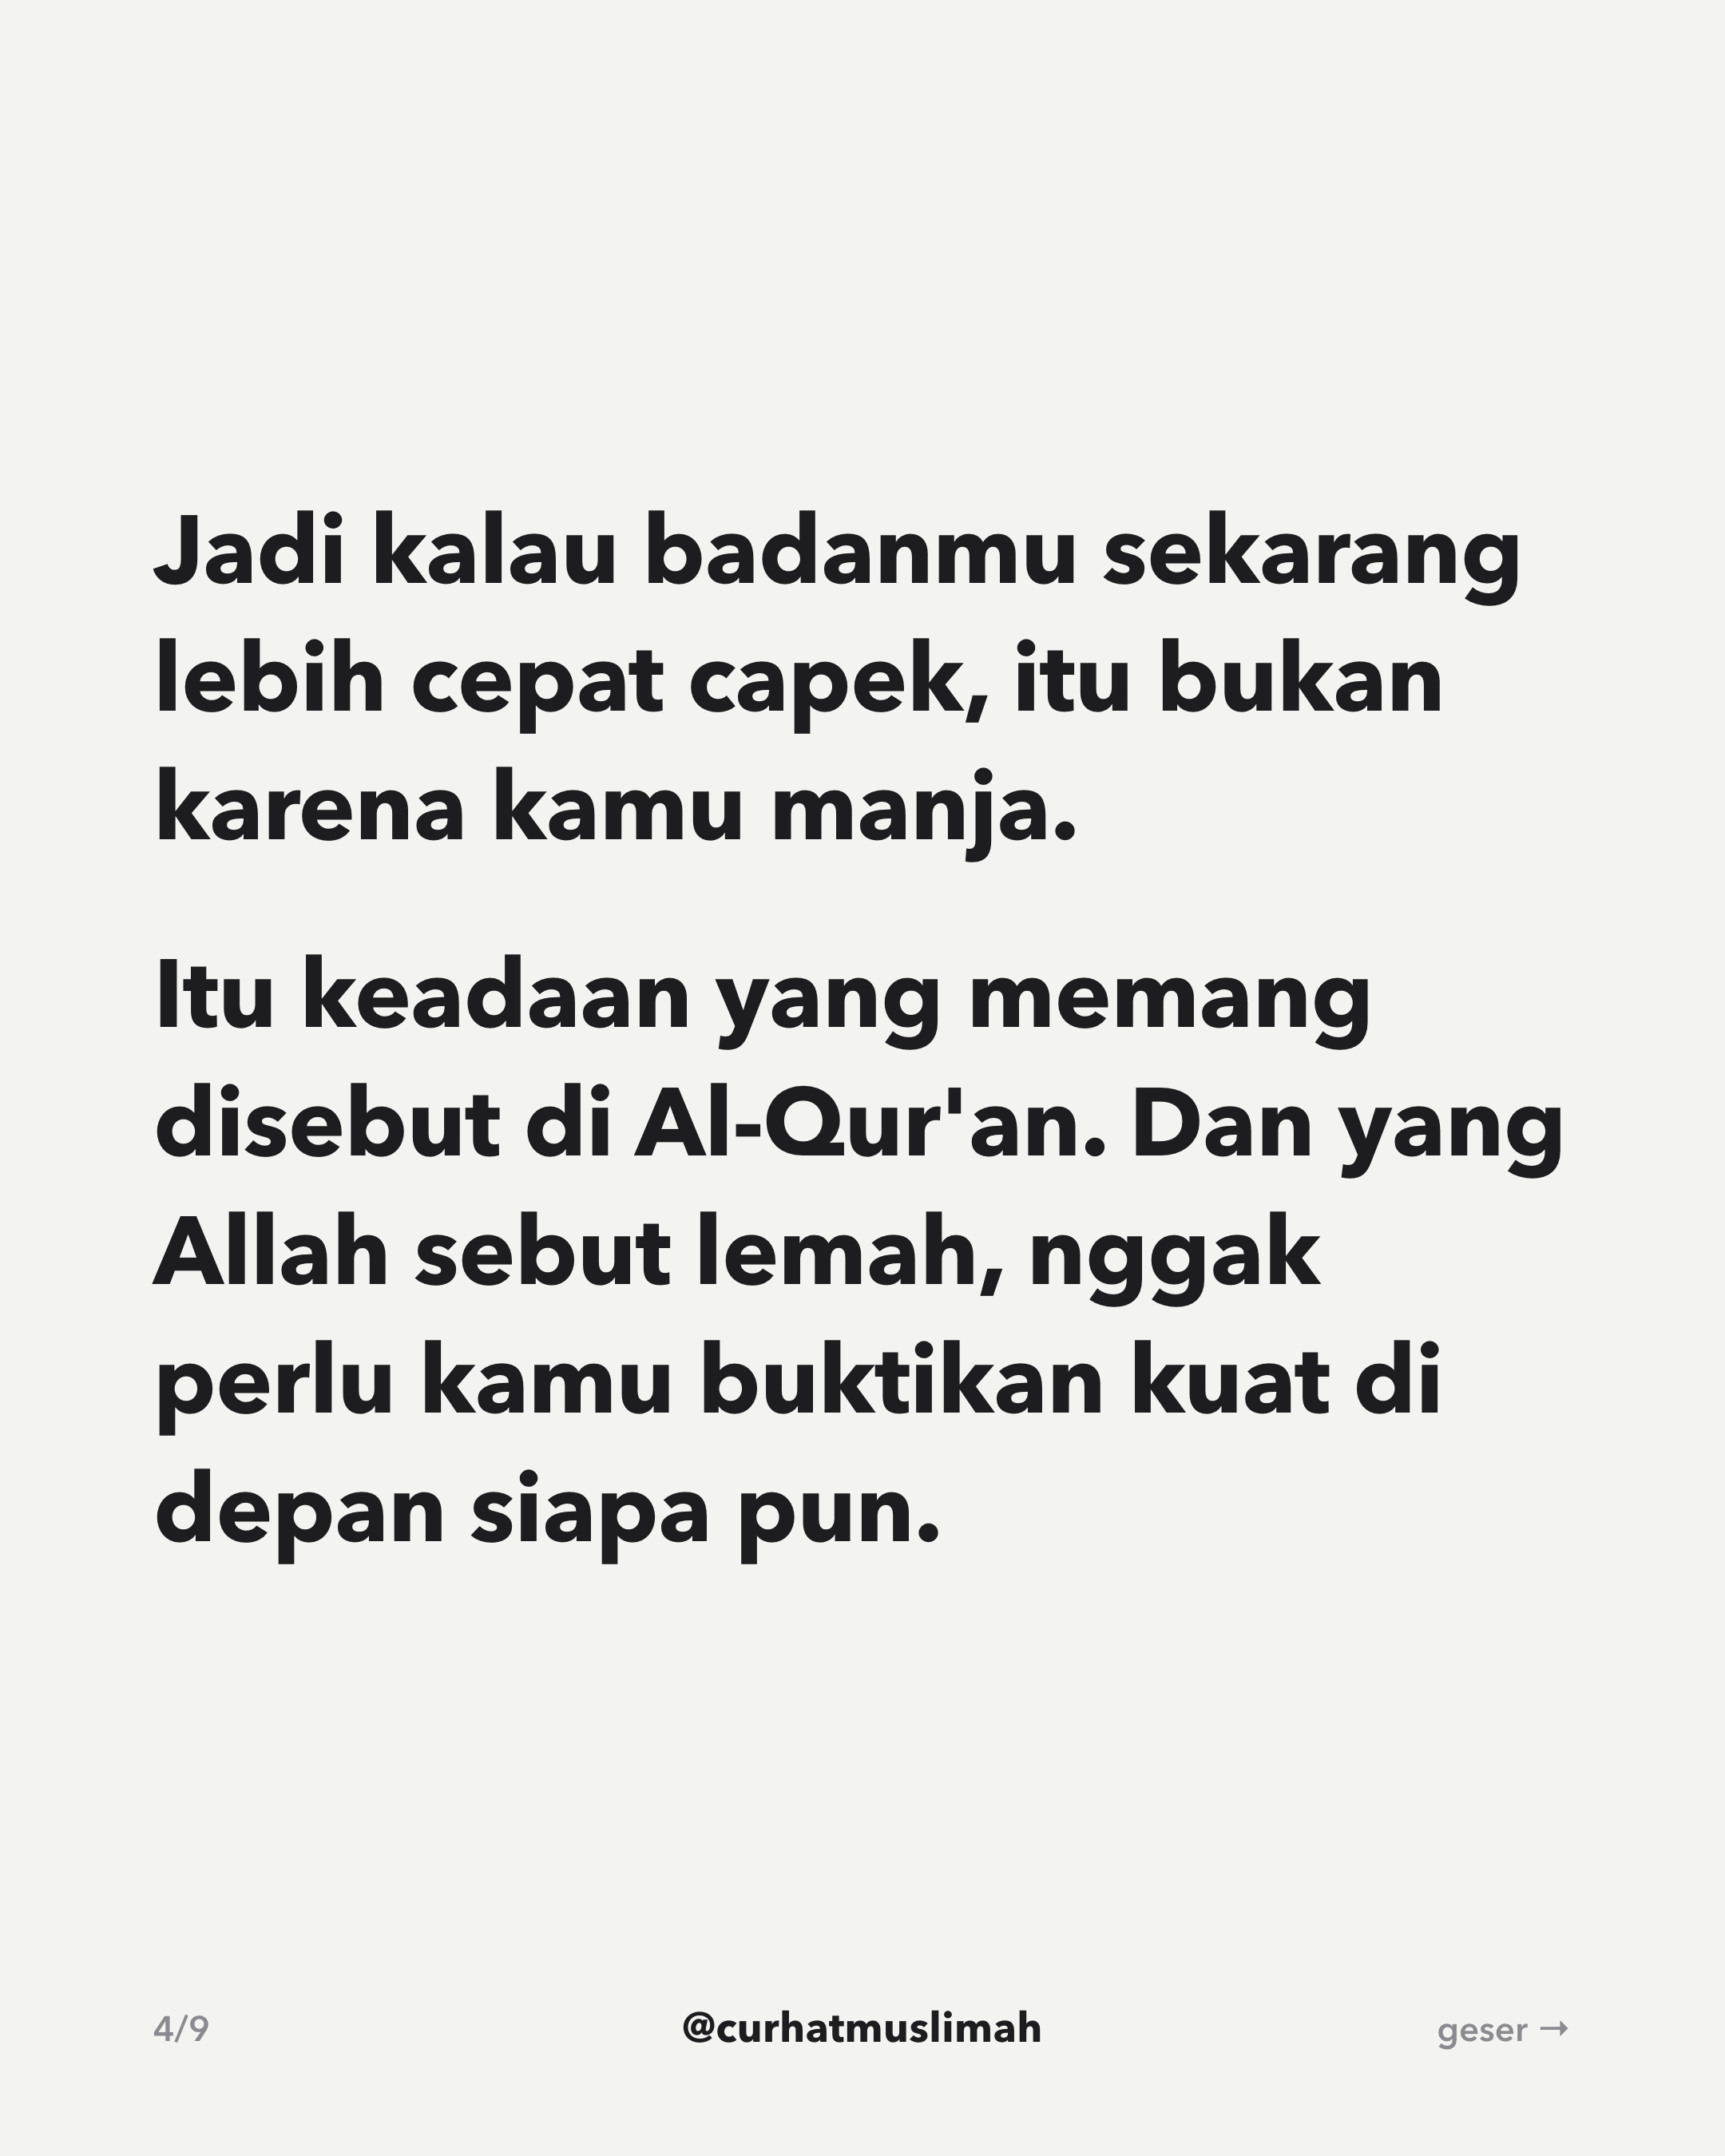 Jadi kalau badanmu sekarang
lebih cepat capek, itu bukan
karena kamu manja.
Itu keadaan yang memang
disebut di Al-Qur'an. Dan yang
Allah sebut lemah, nggak
perlu kamu buktikan kuat di
depan siapa pun.
4/9
@curhatmuslimah
geser →